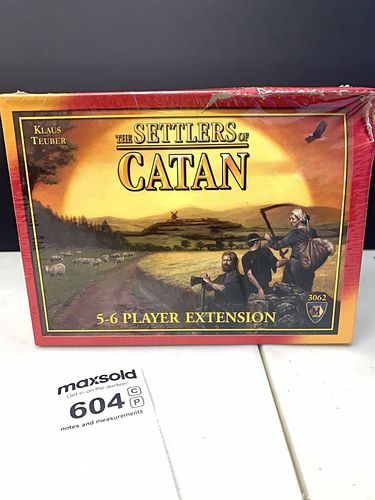 KLAUS
TEUBER
THE SETTLERS OF
CATAN
5-6 PLAYER EXTENSION
3062
M
maxsold
Get in on the auction!
604 C
P
notes and measurements